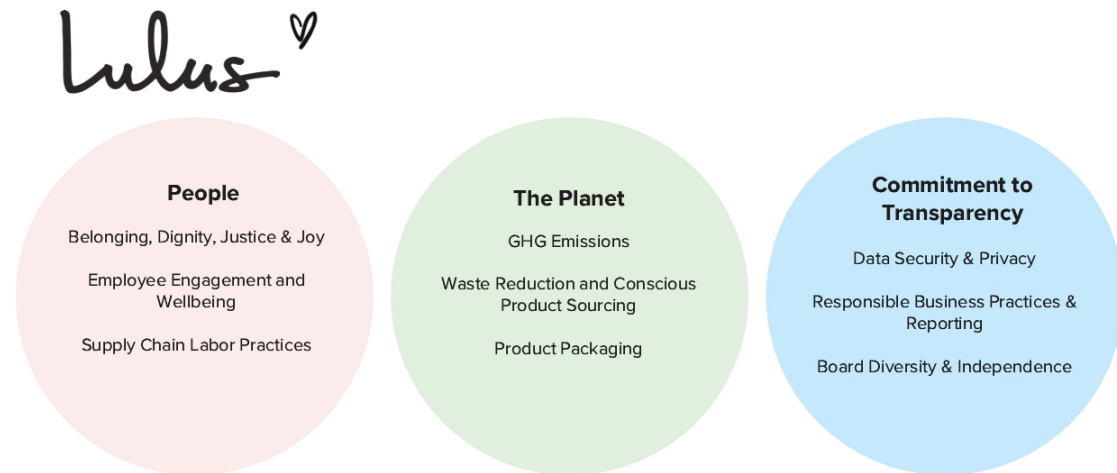 Lulus
People
Belonging, Dignity, Justice & Joy
Employee Engagement and
Wellbeing
Supply Chain Labor Practices
The Planet
GHG Emissions
Waste Reduction and Conscious
Product Sourcing
Product Packaging
Commitment to
Transparency
Data Security & Privacy
Responsible Business Practices &
Reporting
Board Diversity & Independence